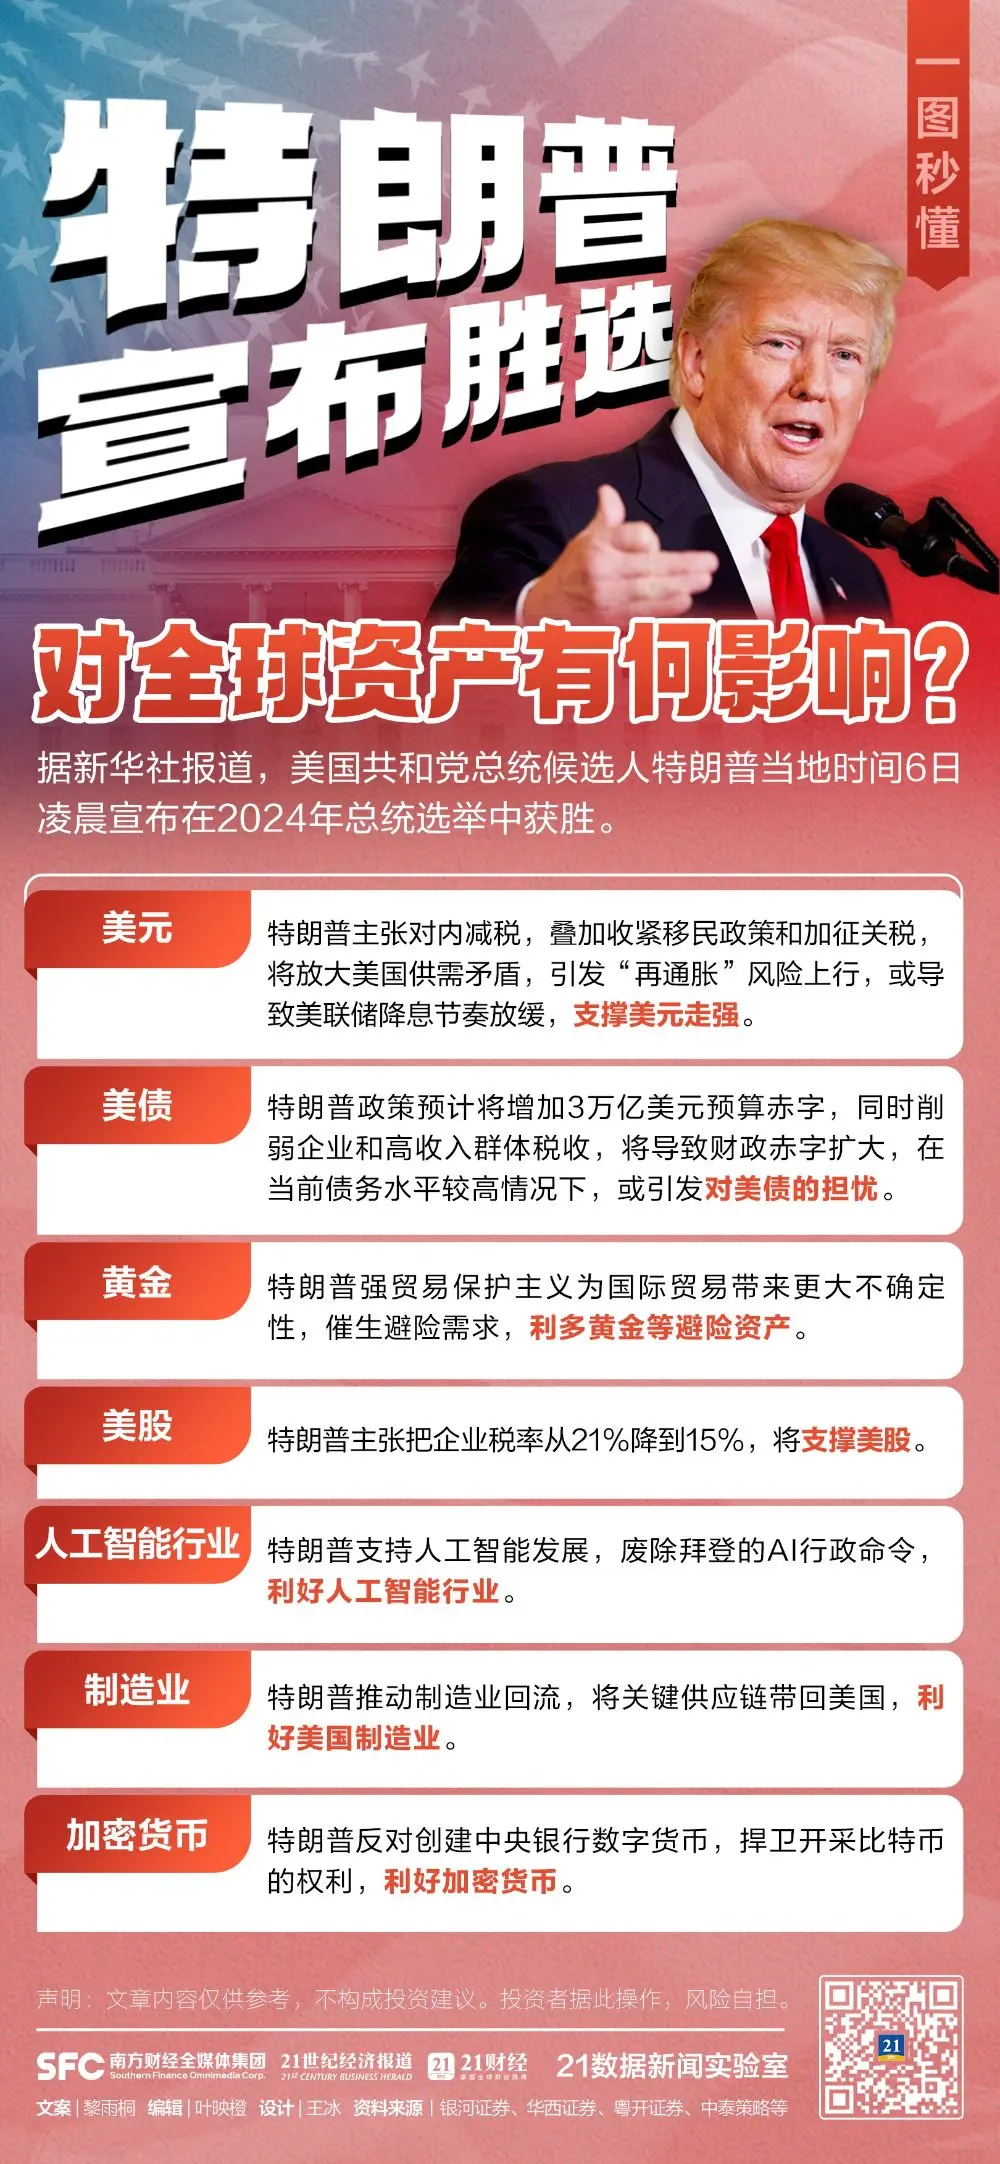 一图秒懂
特朗普
宣布胜选
对全球资产有何影响?
据新华社报道，美国共和党总统候选人特朗普当地时间6日
凌晨宣布在2024年总统选举中获胜。
美元
特朗普主张对内减税，叠加收紧移民政策和加征关税，
将放大美国供需矛盾，引发“再通胀”风险上行，或导
致美联储降息节奏放缓，支撑美元走强。
美债
特朗普政策预计将增加3万亿美元预算赤字，同时削
弱企业和高收入群体税收，将导致财政赤字扩大，在
当前债务水平较高情况下，或引发对美债的担忧。
黄金
特朗普强贸易保护主义为国际贸易带来更大不确定
性，催生避险需求，利多黄金等避险资产。
美股
特朗普主张把企业税率从21%降到15%，将支撑美股。
人工智能行业
特朗普支持人工智能发展，废除拜登的AI行政命令，
利好人工智能行业。
制造业
特朗普推动制造业回流，将关键供应链带回美国，利
好美国制造业。
加密货币
特朗普反对创建中央银行数字货币，捍卫开采比特币
的权利，利好加密货币。
声明：文章内容仅供参考，不构成投资建议。投资者据此操作，风险自担。
SFC 南方财经全媒体集团 21世纪经济报道 21 21财经 21数据新闻实验室
Southern Finance Omnimedia Corp. 21ST CENTURY BUSINESS HERALD 掌握全球财经热网
文案|黎雨桐 编辑|叶映橙 设计|王冰 资料来源|银河证券、华西证券、粤开证券、中泰策略等
21